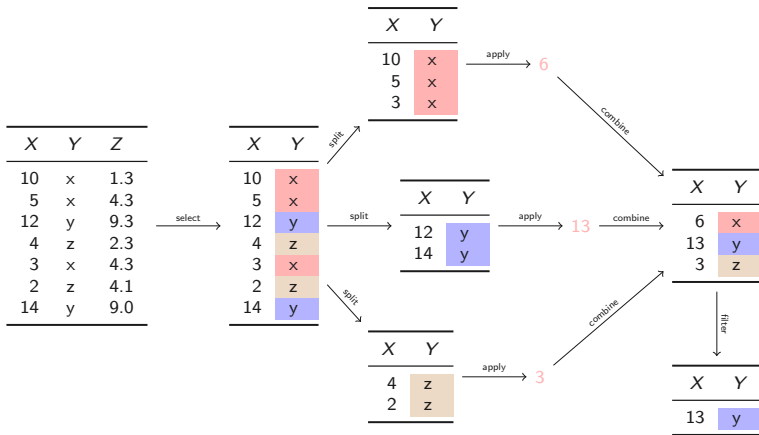 X Y Z
10 x 1.3
5 x 4.3
12 y 9.3
4 z 2.3
3 x 4.3
2 z 4.1
14 y 9.0
select
X Y
10 x
5 x
12 y
4 z
3 x
2 z
14 y
split
split
split
X Y
10 x
5 x
3 x
apply
6
combine
X Y
12 y
14 y
apply
13
combine
X Y
4 z
2 z
apply
3
combine
X Y
6 x
13 y
3 z
filter
X Y
13 y